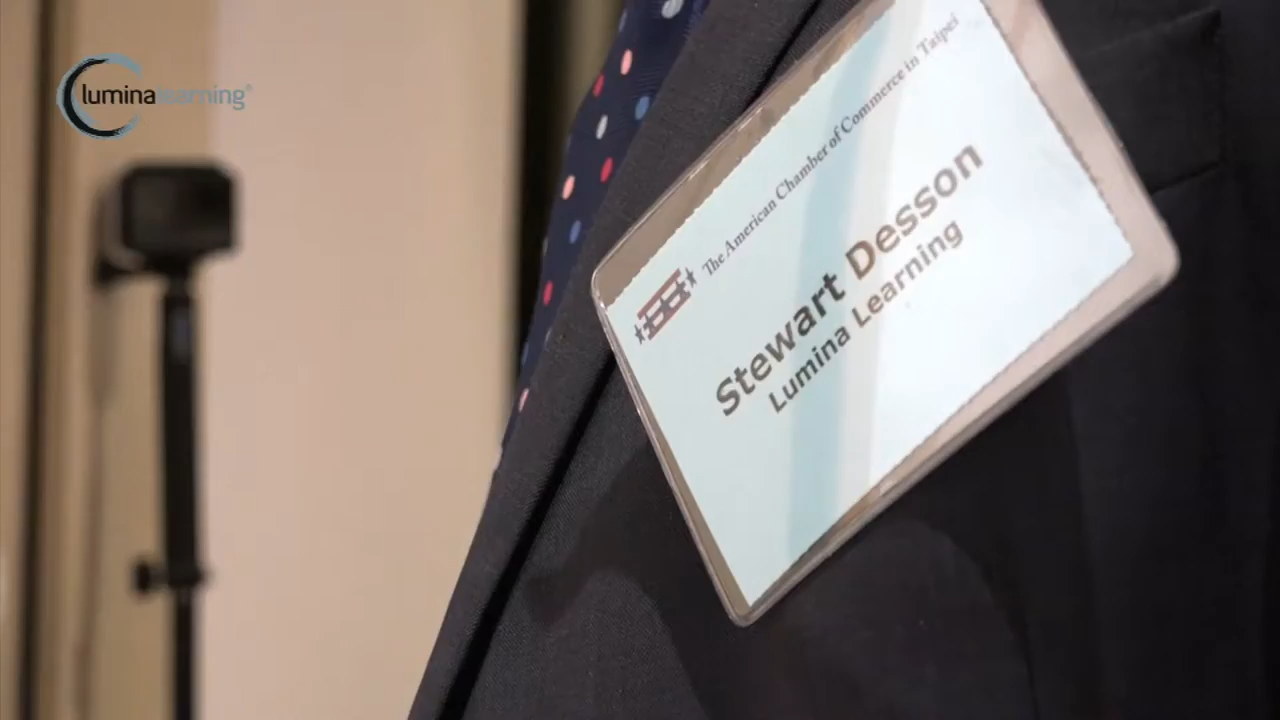 luminalearning®
The American Chamber of Commerce in Taipei
Stewart Desson
Lumina Learning